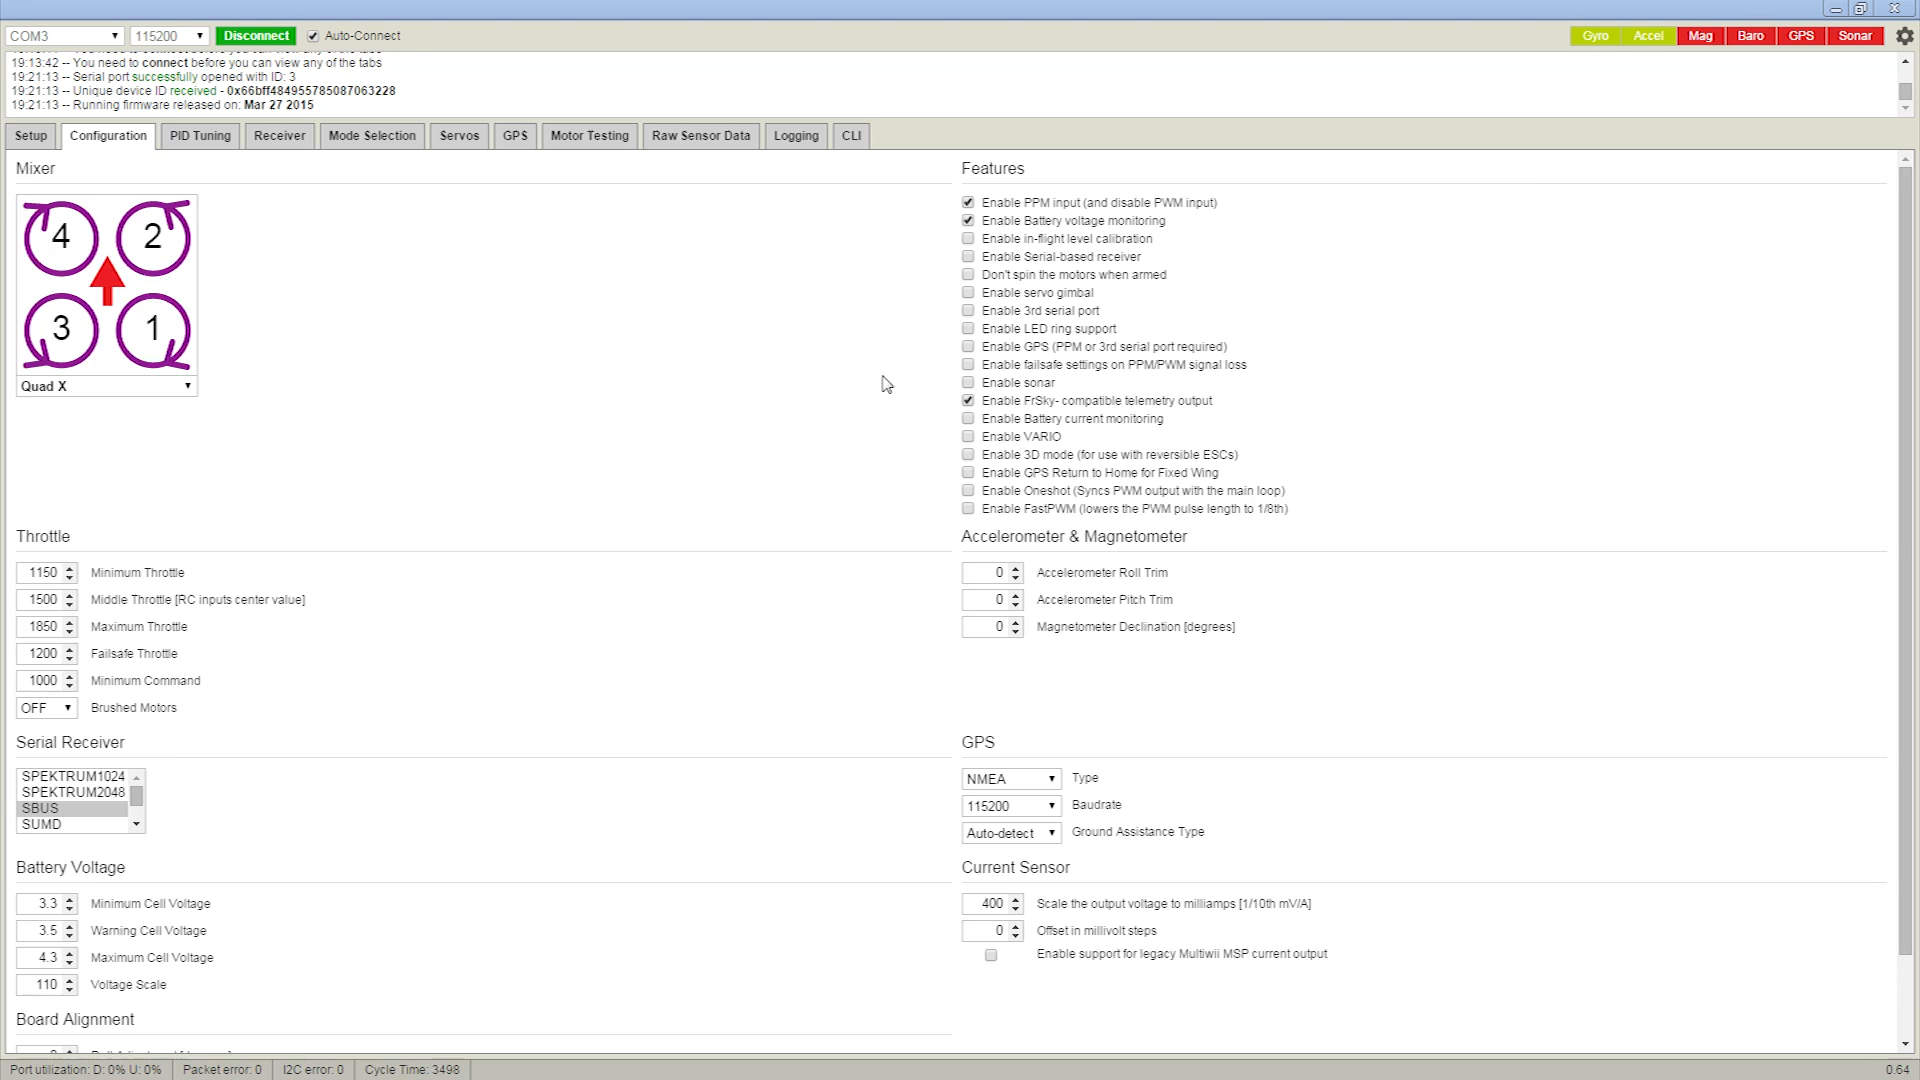 COM3 115200 Disconnect Auto-Connect Gyro Accel Mag Baro GPS Sonar
19:13:42 -- You need to connect before you can view any of the tabs
19:21:13 -- Serial port successfully opened with ID: 3
19:21:13 -- Unique device ID received - 0x66bff484955785087063228
19:21:13 -- Running firmware released on: Mar 27 2015
Setup Configuration PID Tuning Receiver Mode Selection Servos GPS Motor Testing Raw Sensor Data Logging CLI
Mixer
4 2
3 1
Quad X
Features
Enable PPM input (and disable PWM input)
Enable Battery voltage monitoring
Enable in-flight level calibration
Enable Serial-based receiver
Don't spin the motors when armed
Enable servo gimbal
Enable 3rd serial port
Enable LED ring support
Enable GPS (PPM or 3rd serial port required)
Enable failsafe settings on PPM/PWM signal loss
Enable sonar
Enable FrSky- compatible telemetry output
Enable Battery current monitoring
Enable VARIO
Enable 3D mode (for use with reversible ESCs)
Enable GPS Return to Home for Fixed Wing
Enable Oneshot (Syncs PWM output with the main loop)
Enable FastPWM (lowers the PWM pulse length to 1/8th)
Throttle
1150 Minimum Throttle
1500 Middle Throttle [RC inputs center value]
1850 Maximum Throttle
1200 Failsafe Throttle
1000 Minimum Command
OFF Brushed Motors
Accelerometer & Magnetometer
0 Accelerometer Roll Trim
0 Accelerometer Pitch Trim
0 Magnetometer Declination [degrees]
Serial Receiver
SPEKTRUM1024
SPEKTRUM2048
SBUS
SUMD
GPS
NMEA Type
115200 Baudrate
Auto-detect Ground Assistance Type
Battery Voltage
3.3 Minimum Cell Voltage
3.5 Warning Cell Voltage
4.3 Maximum Cell Voltage
110 Voltage Scale
Current Sensor
400 Scale the output voltage to milliamps [1/10th mV/A]
0 Offset in millivolt steps
Enable support for legacy Multiwii MSP current output
Board Alignment
Port utilization: D: 0% U: 0% Packet error: 0 I2C error: 0 Cycle Time: 3498 0.64